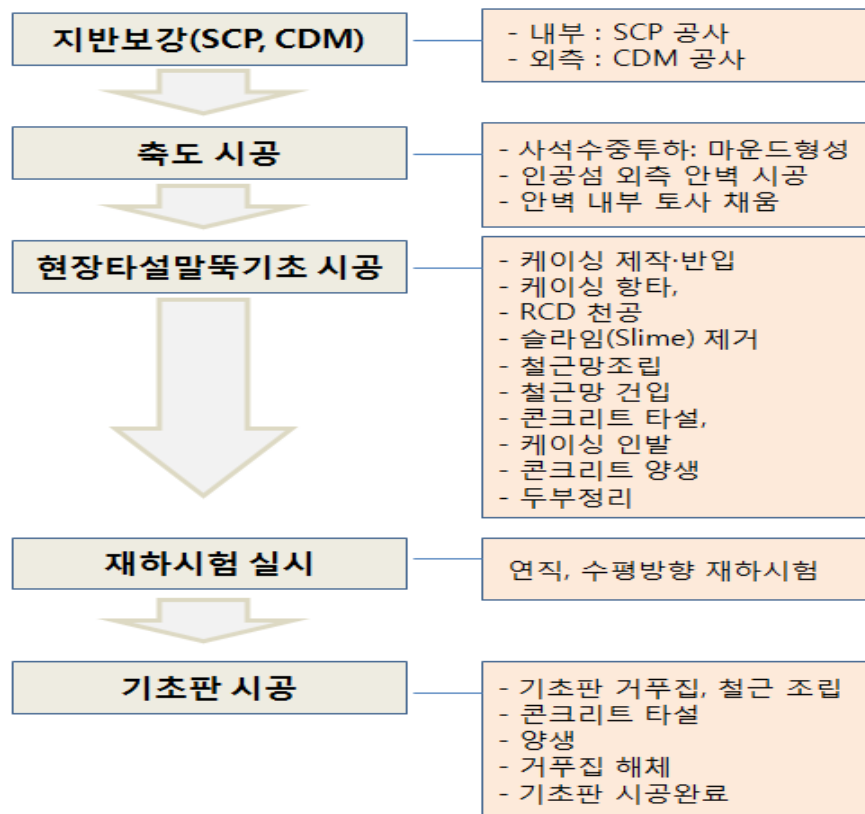 지반보강(SCP, CDM)
- 내부 : SCP 공사
- 외측 : CDM 공사
축도 시공
- 사석수중투하: 마운드형성
- 인공섬 외측 안벽 시공
- 안벽 내부 토사 채움
현장타설말뚝기초 시공
- 케이싱 제작·반입
- 케이싱 항타,
- RCD 천공
- 슬라임(Slime) 제거
- 철근망조립
- 철근망 건입
- 콘크리트 타설,
- 케이싱 인발
- 콘크리트 양생
- 두부정리
재하시험 실시
연직, 수평방향 재하시험
기초판 시공
- 기초판 거푸집, 철근 조립
- 콘크리트 타설
- 양생
- 거푸집 해체
- 기초판 시공완료